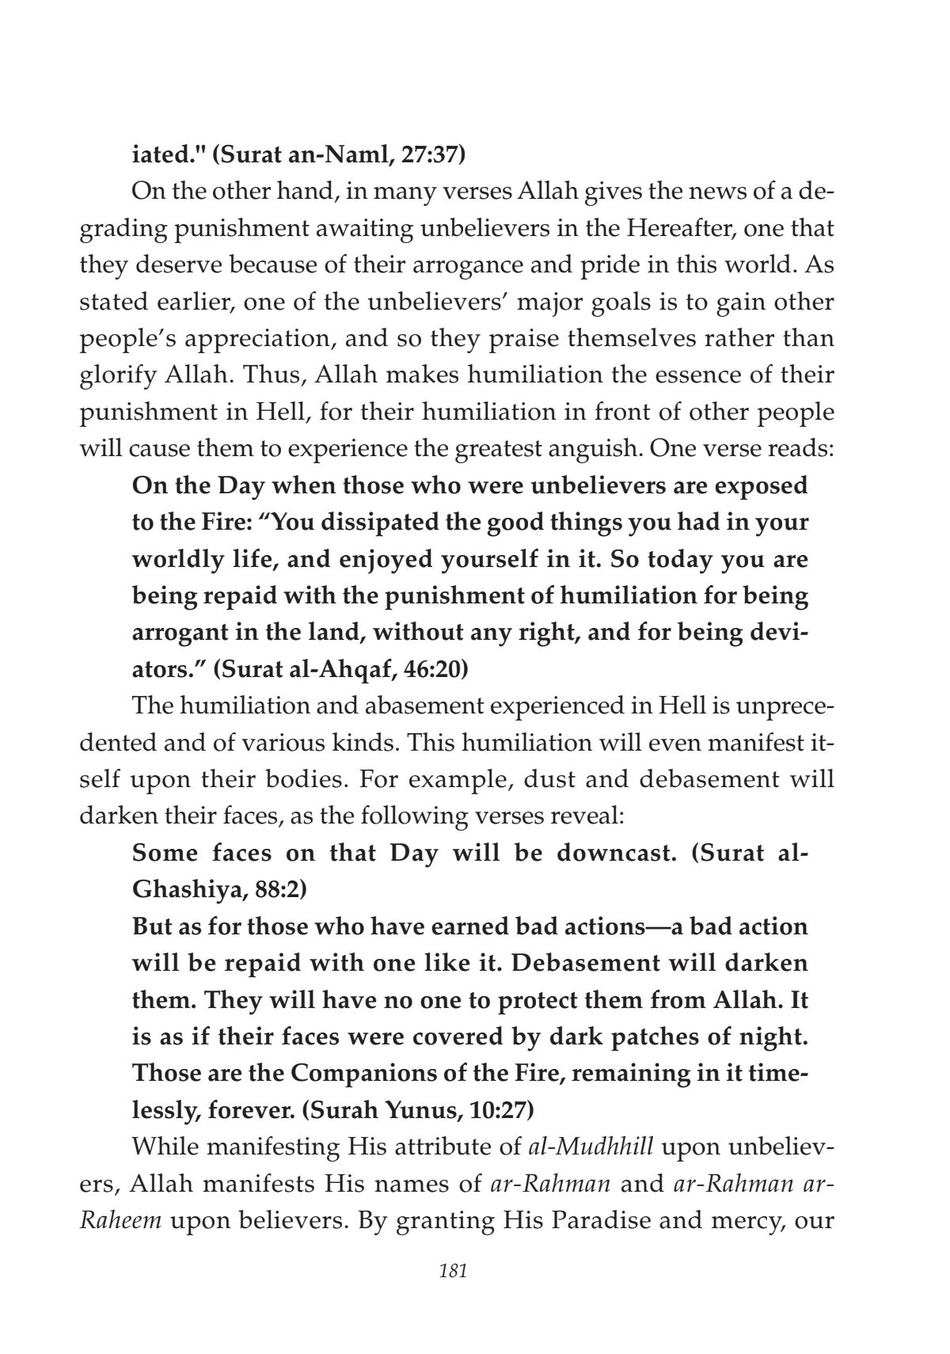 iated." (Surat an-Naml, 27:37)
On the other hand, in many verses Allah gives the news of a de-
grading punishment awaiting unbelievers in the Hereafter, one that
they deserve because of their arrogance and pride in this world. As
stated earlier, one of the unbelievers’ major goals is to gain other
people’s appreciation, and so they praise themselves rather than
glorify Allah. Thus, Allah makes humiliation the essence of their
punishment in Hell, for their humiliation in front of other people
will cause them to experience the greatest anguish. One verse reads:
On the Day when those who were unbelievers are exposed
to the Fire: “You dissipated the good things you had in your
worldly life, and enjoyed yourself in it. So today you are
being repaid with the punishment of humiliation for being
arrogant in the land, without any right, and for being devi-
ators.” (Surat al-Ahqaf, 46:20)
The humiliation and abasement experienced in Hell is unprece-
dented and of various kinds. This humiliation will even manifest it-
self upon their bodies. For example, dust and debasement will
darken their faces, as the following verses reveal:
Some faces on that Day will be downcast. (Surat al-
Ghashiya, 88:2)
But as for those who have earned bad actions—a bad action
will be repaid with one like it. Debasement will darken
them. They will have no one to protect them from Allah. It
is as if their faces were covered by dark patches of night.
Those are the Companions of the Fire, remaining in it time-
lessly, forever. (Surah Yunus, 10:27)
While manifesting His attribute of al-Mudhhill upon unbeliev-
ers, Allah manifests His names of ar-Rahman and ar-Rahman ar-
Raheem upon believers. By granting His Paradise and mercy, our
181